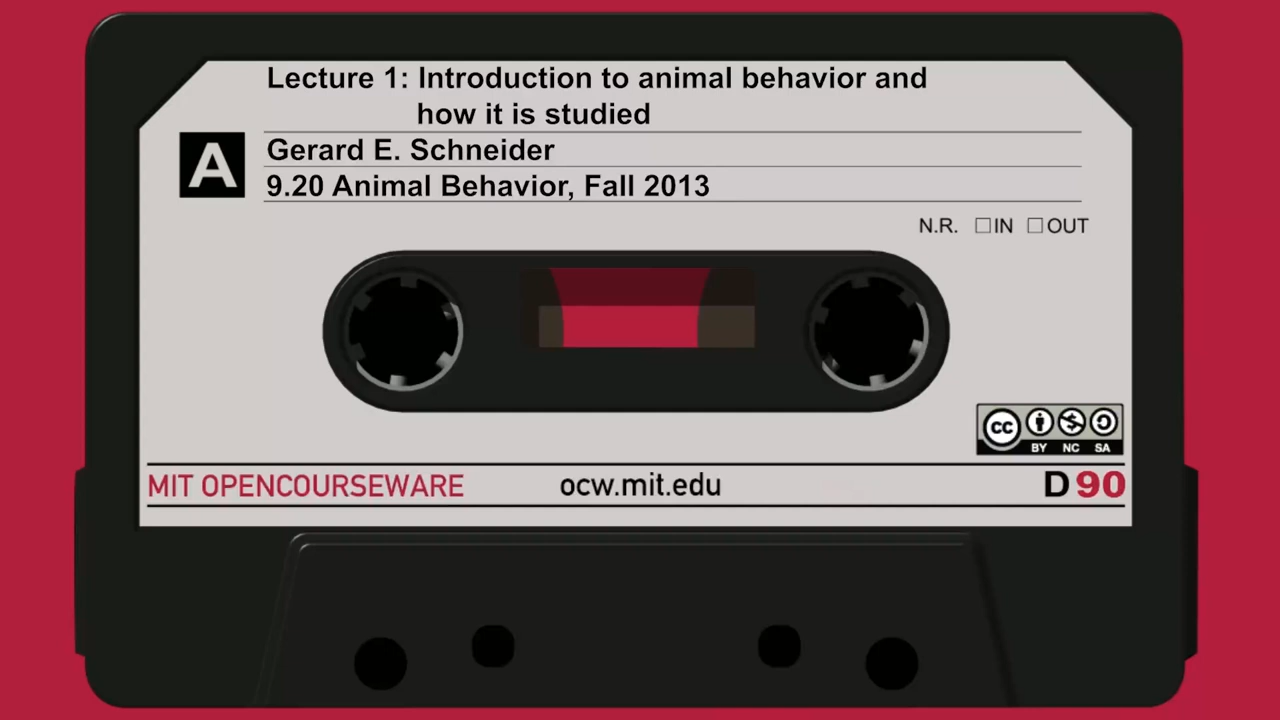 Lecture 1: Introduction to animal behavior and
how it is studied
A
Gerard E. Schneider
9.20 Animal Behavior, Fall 2013
N.R. IN OUT
cc
BY NC SA
MIT OPENCOURSEWARE ocw.mit.edu D 90